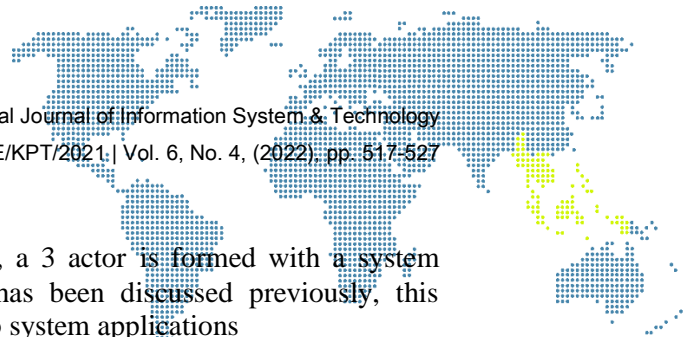 al Journal of Information System & Technology
E/KPT/2021 | Vol. 6, No. 4, (2022), pp. 517-527
, a 3 actor is formed with a system
has been discussed previously, this
system applications